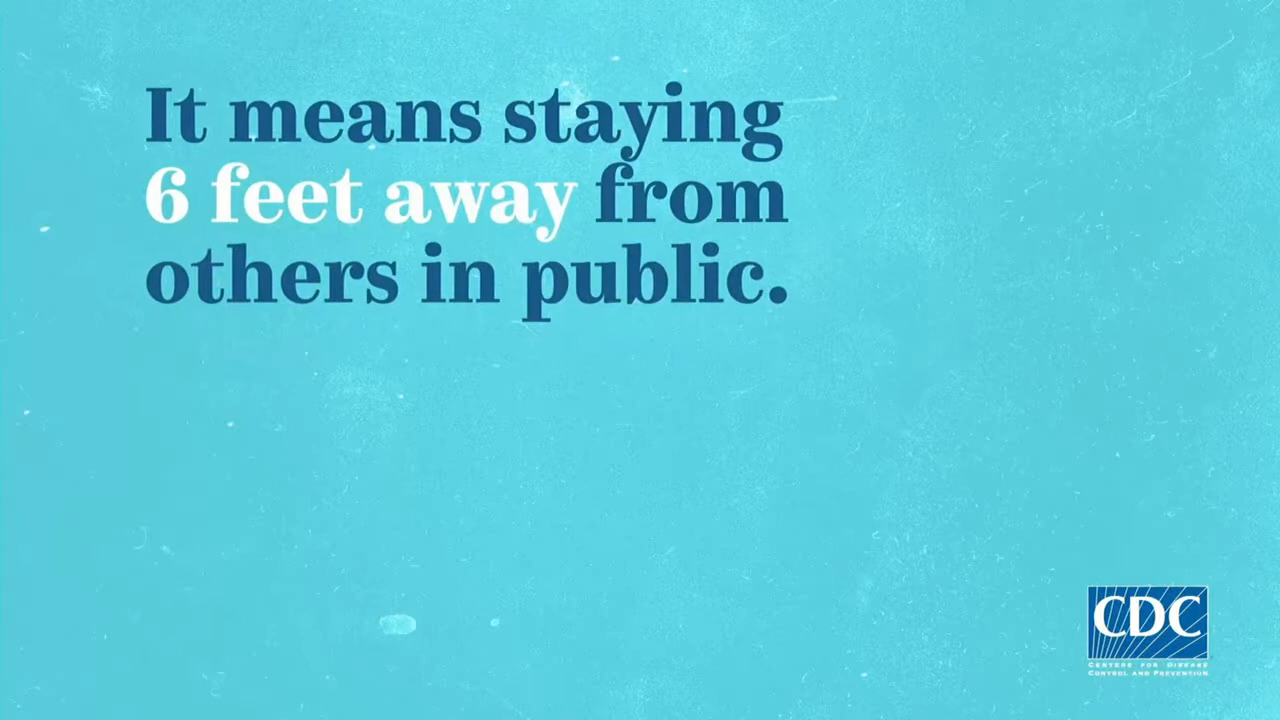 It means staying
6 feet away from
others in public.
CDC
CENTERS FOR DISEASE
CONTROL AND PREVENTION